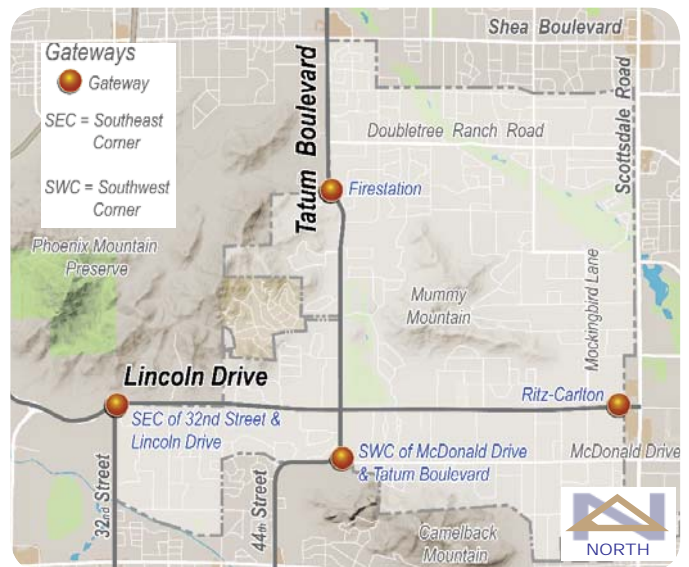 Gateways
Gateway
SEC = Southeast
Corner
SWC = Southwest
Corner
Shea Boulevard
Tatum Boulevard
Scottsdale Road
Doubletree Ranch Road
Firestation
Phoenix Mountain
Preserve
Mummy
Mountain
Mockingbird Lane
Lincoln Drive
Ritz-Carlton
SEC of 32nd Street &
Lincoln Drive
SWC of McDonald Drive
& Tatum Boulevard
McDonald Drive
32nd Street
44th Street
Camelback
Mountain
N
NORTH